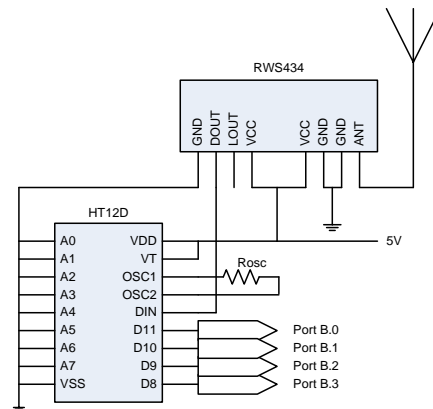 RWS434
GND DOUT LOUT VCC VCC GND GND ANT
HT12D
A0 VDD 5V
A1 VT
A2 OSC1 Rosc
A3 OSC2
A4 DIN
A5 D11 Port B.0
A6 D10 Port B.1
A7 D9 Port B.2
VSS D8 Port B.3